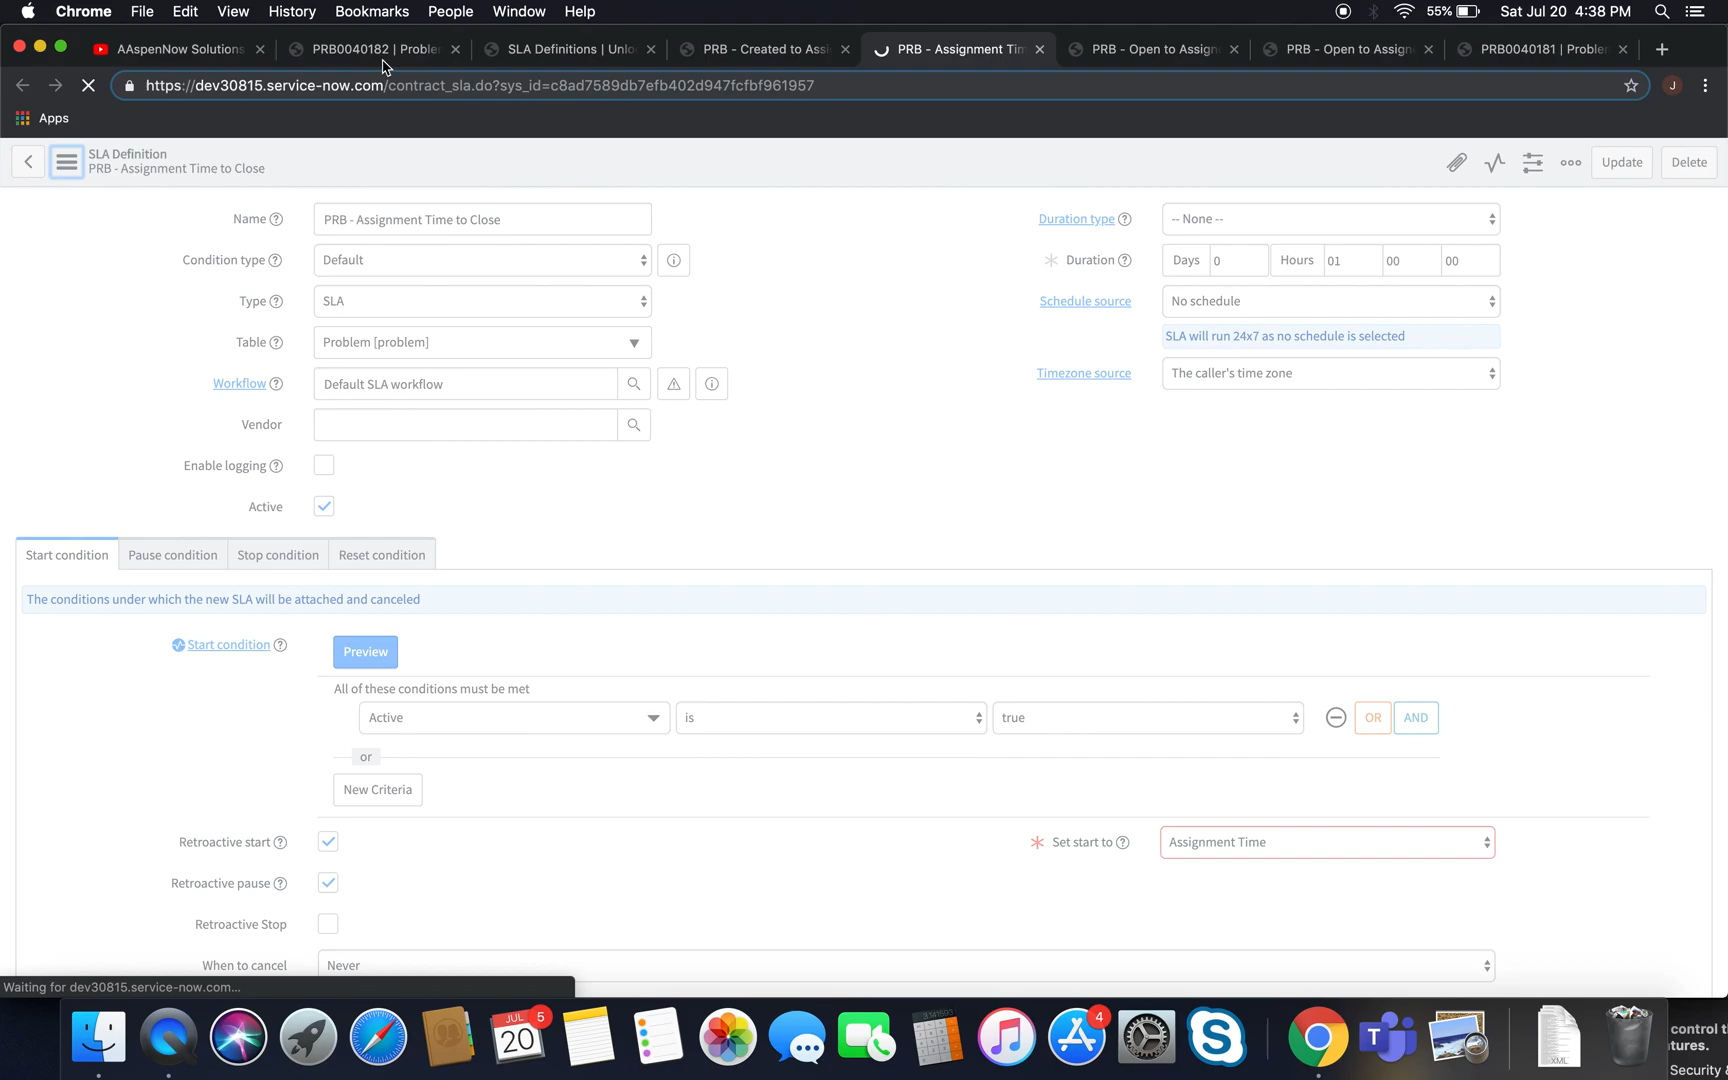 Chrome File Edit View History Bookmarks People Window Help 55% Sat Jul 20 4:38 PM
AAspenNow Solutions PRB0040182 | Proble SLA Definitions | Unlo PRB - Created to Assi PRB - Assignment Tim PRB - Open to Assign PRB - Open to Assign PRB0040181 | Proble
https://dev30815.service-now.com/contract_sla.do?sys_id=c8ad7589db7efb402d947fcfbf961957 J
Apps
SLA Definition
PRB - Assignment Time to Close
Update Delete
Name PRB - Assignment Time to Close Duration type -- None --
Condition type Default Duration Days 0 Hours 01 00 00
Type SLA Schedule source No schedule
SLA will run 24x7 as no schedule is selected
Table Problem [problem]
Workflow Default SLA workflow Timezone source The caller's time zone
Vendor
Enable logging
Active
Start condition Pause condition Stop condition Reset condition
The conditions under which the new SLA will be attached and canceled
Start condition Preview
All of these conditions must be met
Active is true OR AND
or
New Criteria
Retroactive start Set start to Assignment Time
Retroactive pause
Retroactive Stop
When to cancel Never
Waiting for dev30815.service-now.com...
JUL 5 4
20
XML
control t
tures.
Security